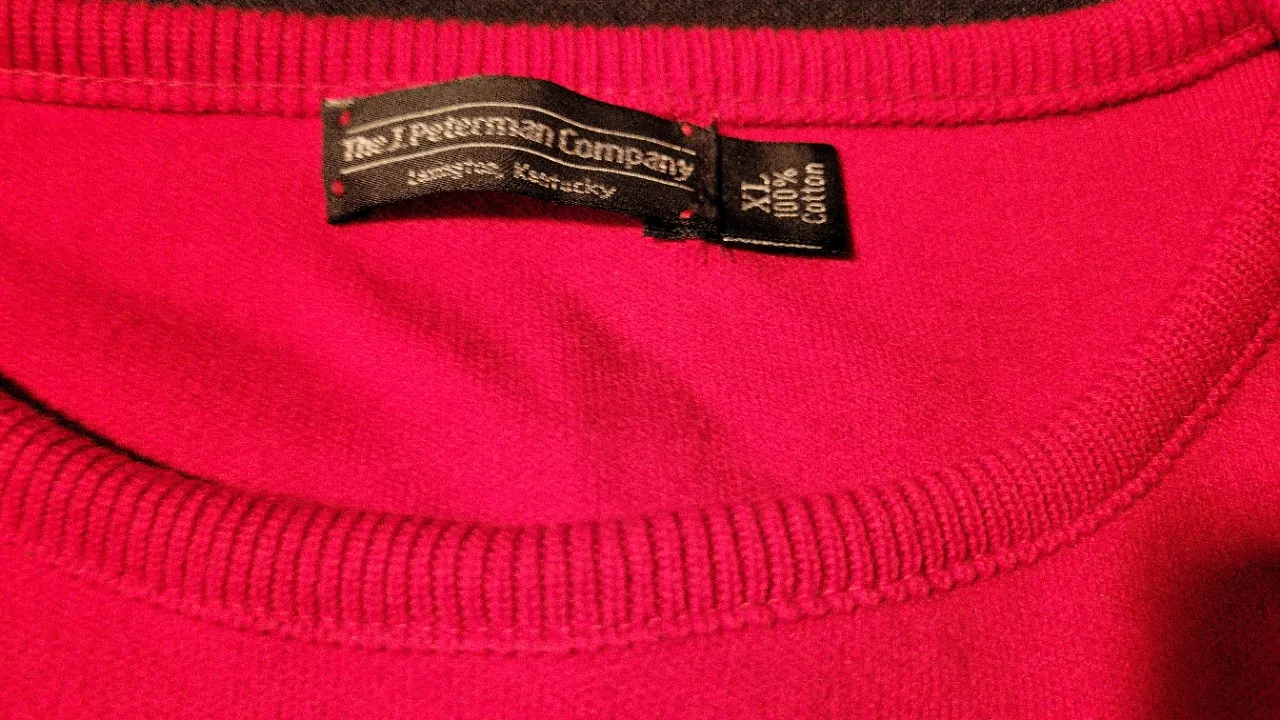 The J. Peterman Company
Lexington, Kentucky
XL
100%
Cotton